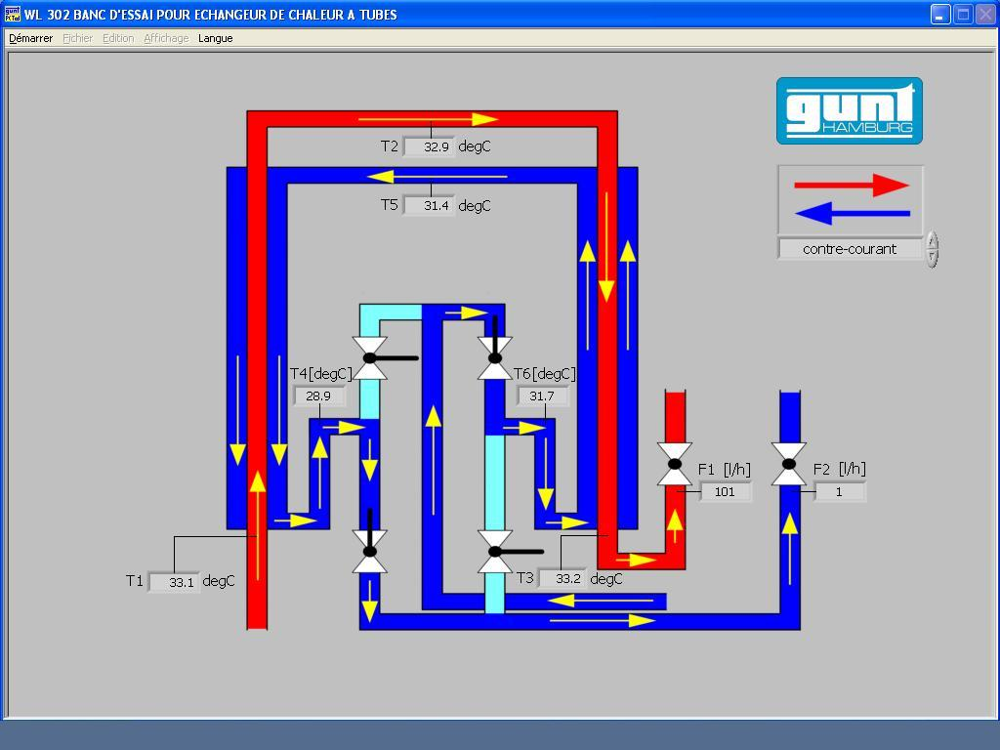 gunt
WL 302 BANC D'ESSAI POUR ECHANGEUR DE CHALEUR A TUBES
Démarrer Fichier Edition Affichage Langue
gunt
HAMBURG
T2 32.9 degC
T5 31.4 degC
contre-courant
T4[degC]
28.9
T6[degC]
31.7
F1 [l/h]
101
F2 [l/h]
1
T1 33.1 degC
T3 33.2 degC